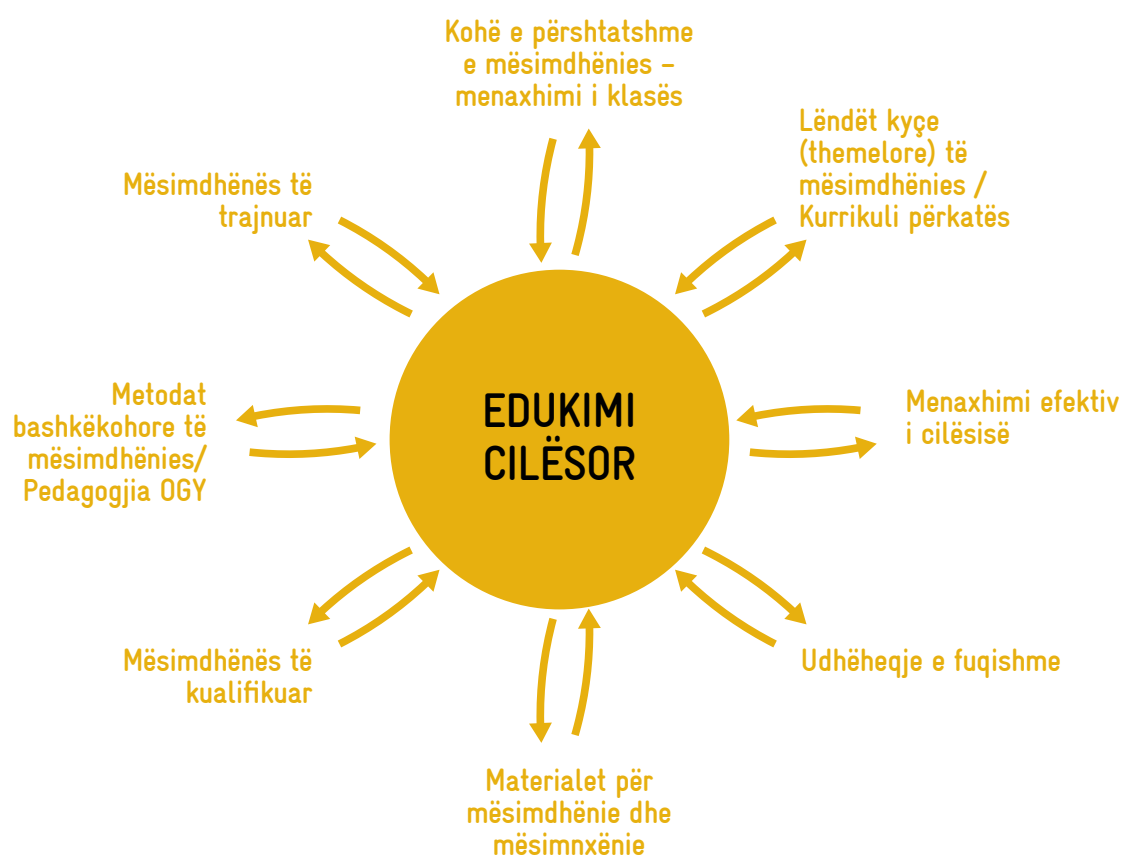 Kohë e përshtatshme
e mësimdhënies –
menaxhimi i klasës
Lëndët kyçe
(themelore) të
mësimdhënies /
Kurrikuli përkatës
Mësimdhënës të
trajnuar
Metodat
bashkëkohore të
mësimdhënies/
Pedagogjia OGY
EDUKIMI
CILËSOR
Menaxhimi efektiv
i cilësisë
Mësimdhënës të
kualifikuar
Udhëheqje e fuqishme
Materialet për
mësimdhënie dhe
mësimnxënie